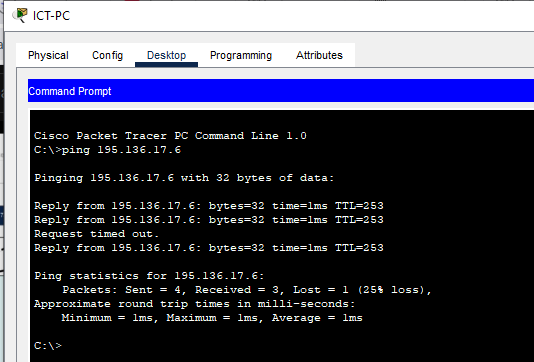 ICT-PC
Physical Config Desktop Programming Attributes
Command Prompt
Cisco Packet Tracer PC Command Line 1.0
C:\>ping 195.136.17.6
Pinging 195.136.17.6 with 32 bytes of data:
Reply from 195.136.17.6: bytes=32 time=1ms TTL=253
Reply from 195.136.17.6: bytes=32 time=1ms TTL=253
Request timed out.
Reply from 195.136.17.6: bytes=32 time=1ms TTL=253
Ping statistics for 195.136.17.6:
Packets: Sent = 4, Received = 3, Lost = 1 (25% loss),
Approximate round trip times in milli-seconds:
Minimum = 1ms, Maximum = 1ms, Average = 1ms
C:\>